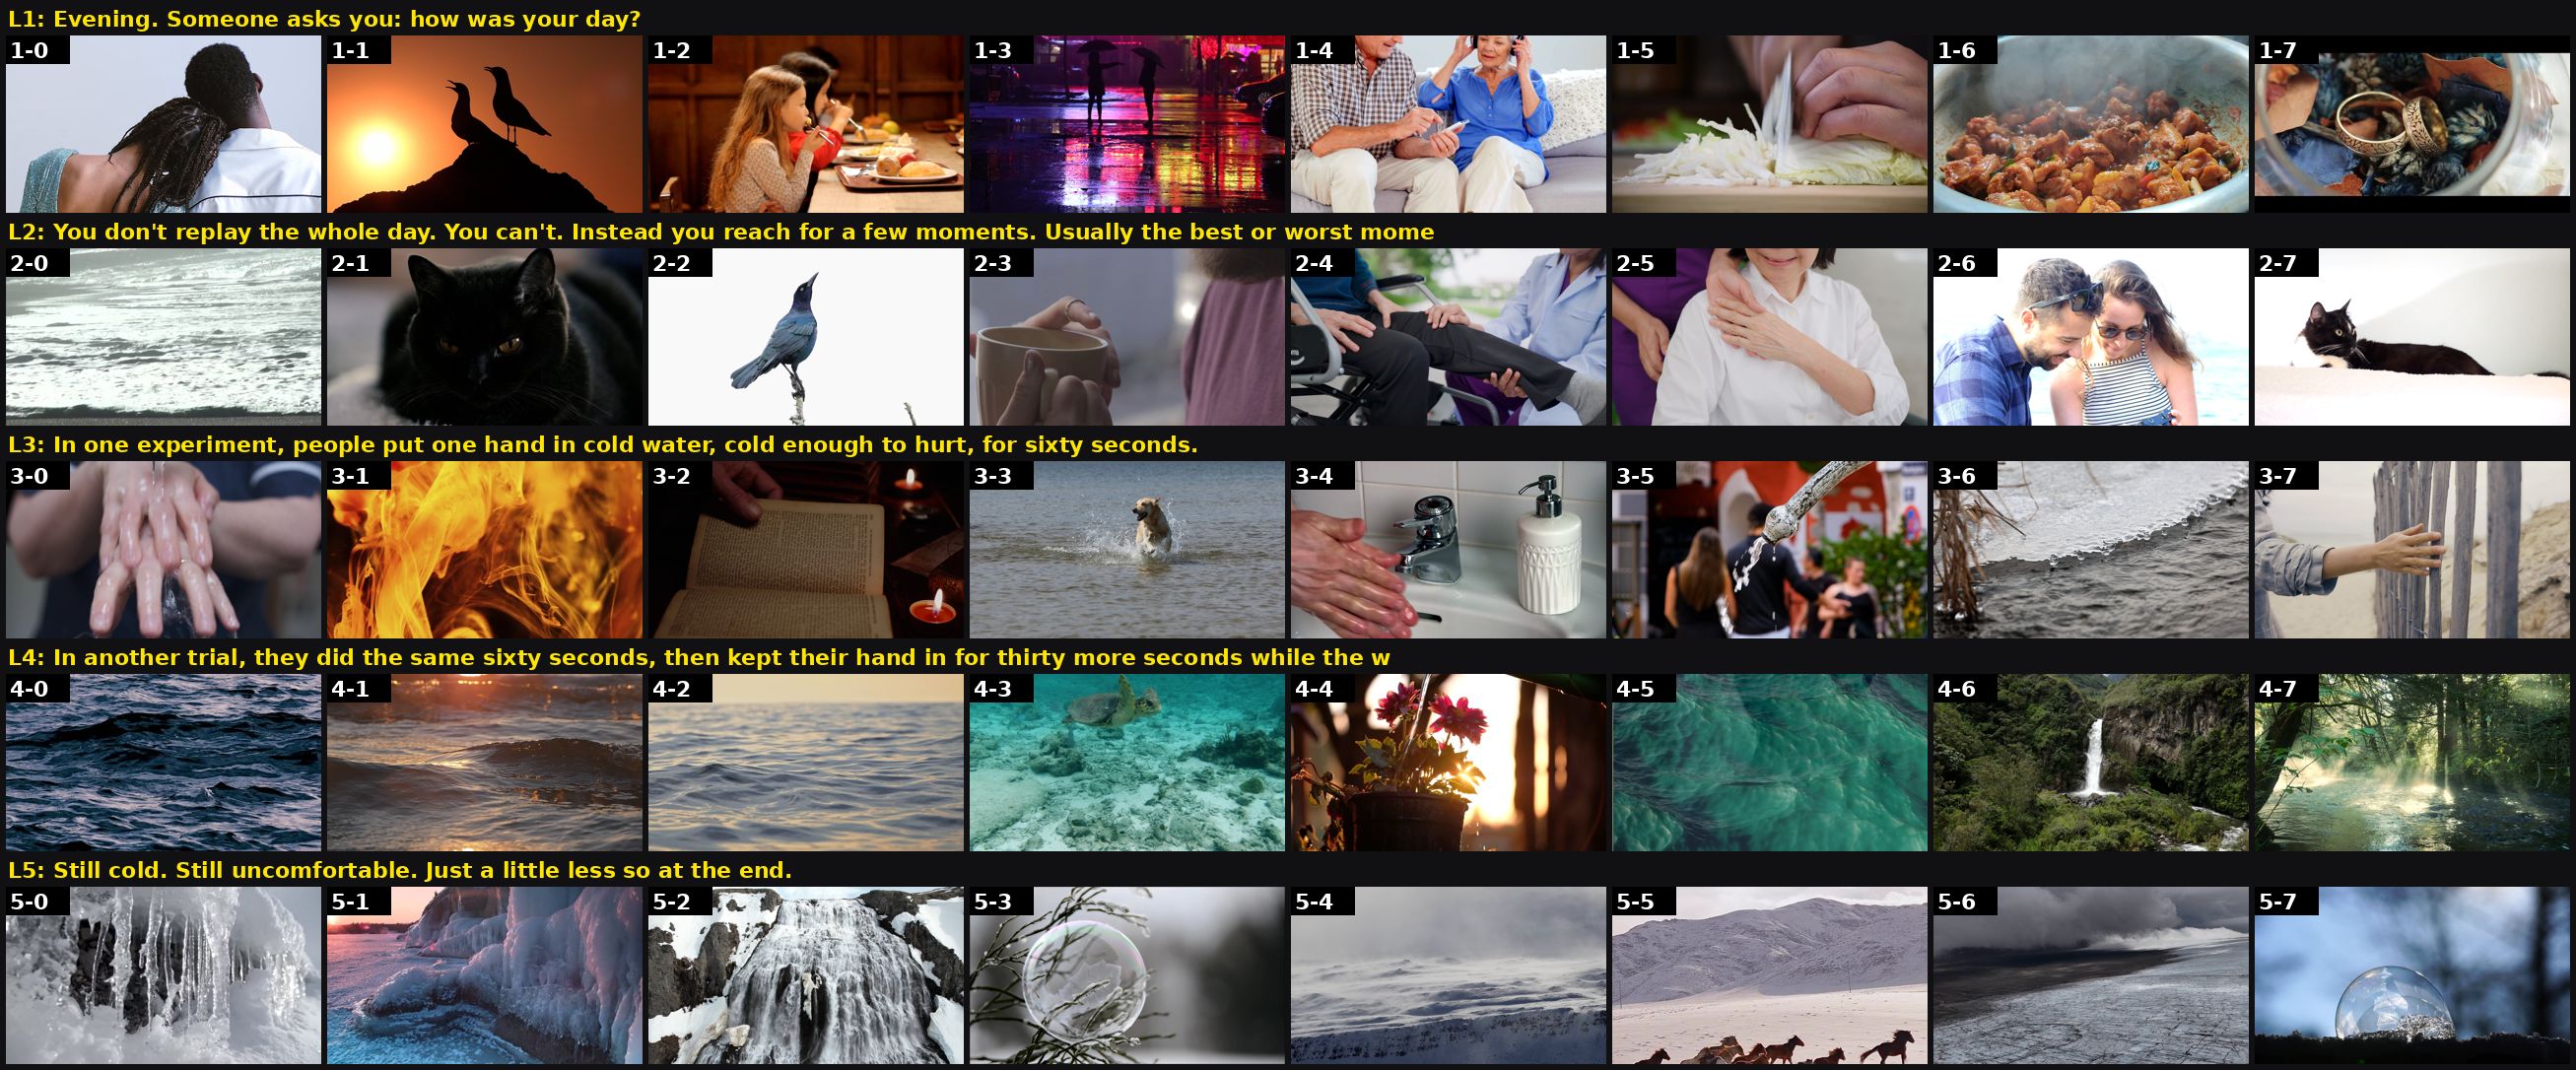 L1: Evening. Someone asks you: how was your day?
1-0 1-1 1-2 1-3 1-4 1-5 1-6 1-7
L2: You don't replay the whole day. You can't. Instead you reach for a few moments. Usually the best or worst mome
2-0 2-1 2-2 2-3 2-4 2-5 2-6 2-7
L3: In one experiment, people put one hand in cold water, cold enough to hurt, for sixty seconds.
3-0 3-1 3-2 3-3 3-4 3-5 3-6 3-7
L4: In another trial, they did the same sixty seconds, then kept their hand in for thirty more seconds while the w
4-0 4-1 4-2 4-3 4-4 4-5 4-6 4-7
L5: Still cold. Still uncomfortable. Just a little less so at the end.
5-0 5-1 5-2 5-3 5-4 5-5 5-6 5-7